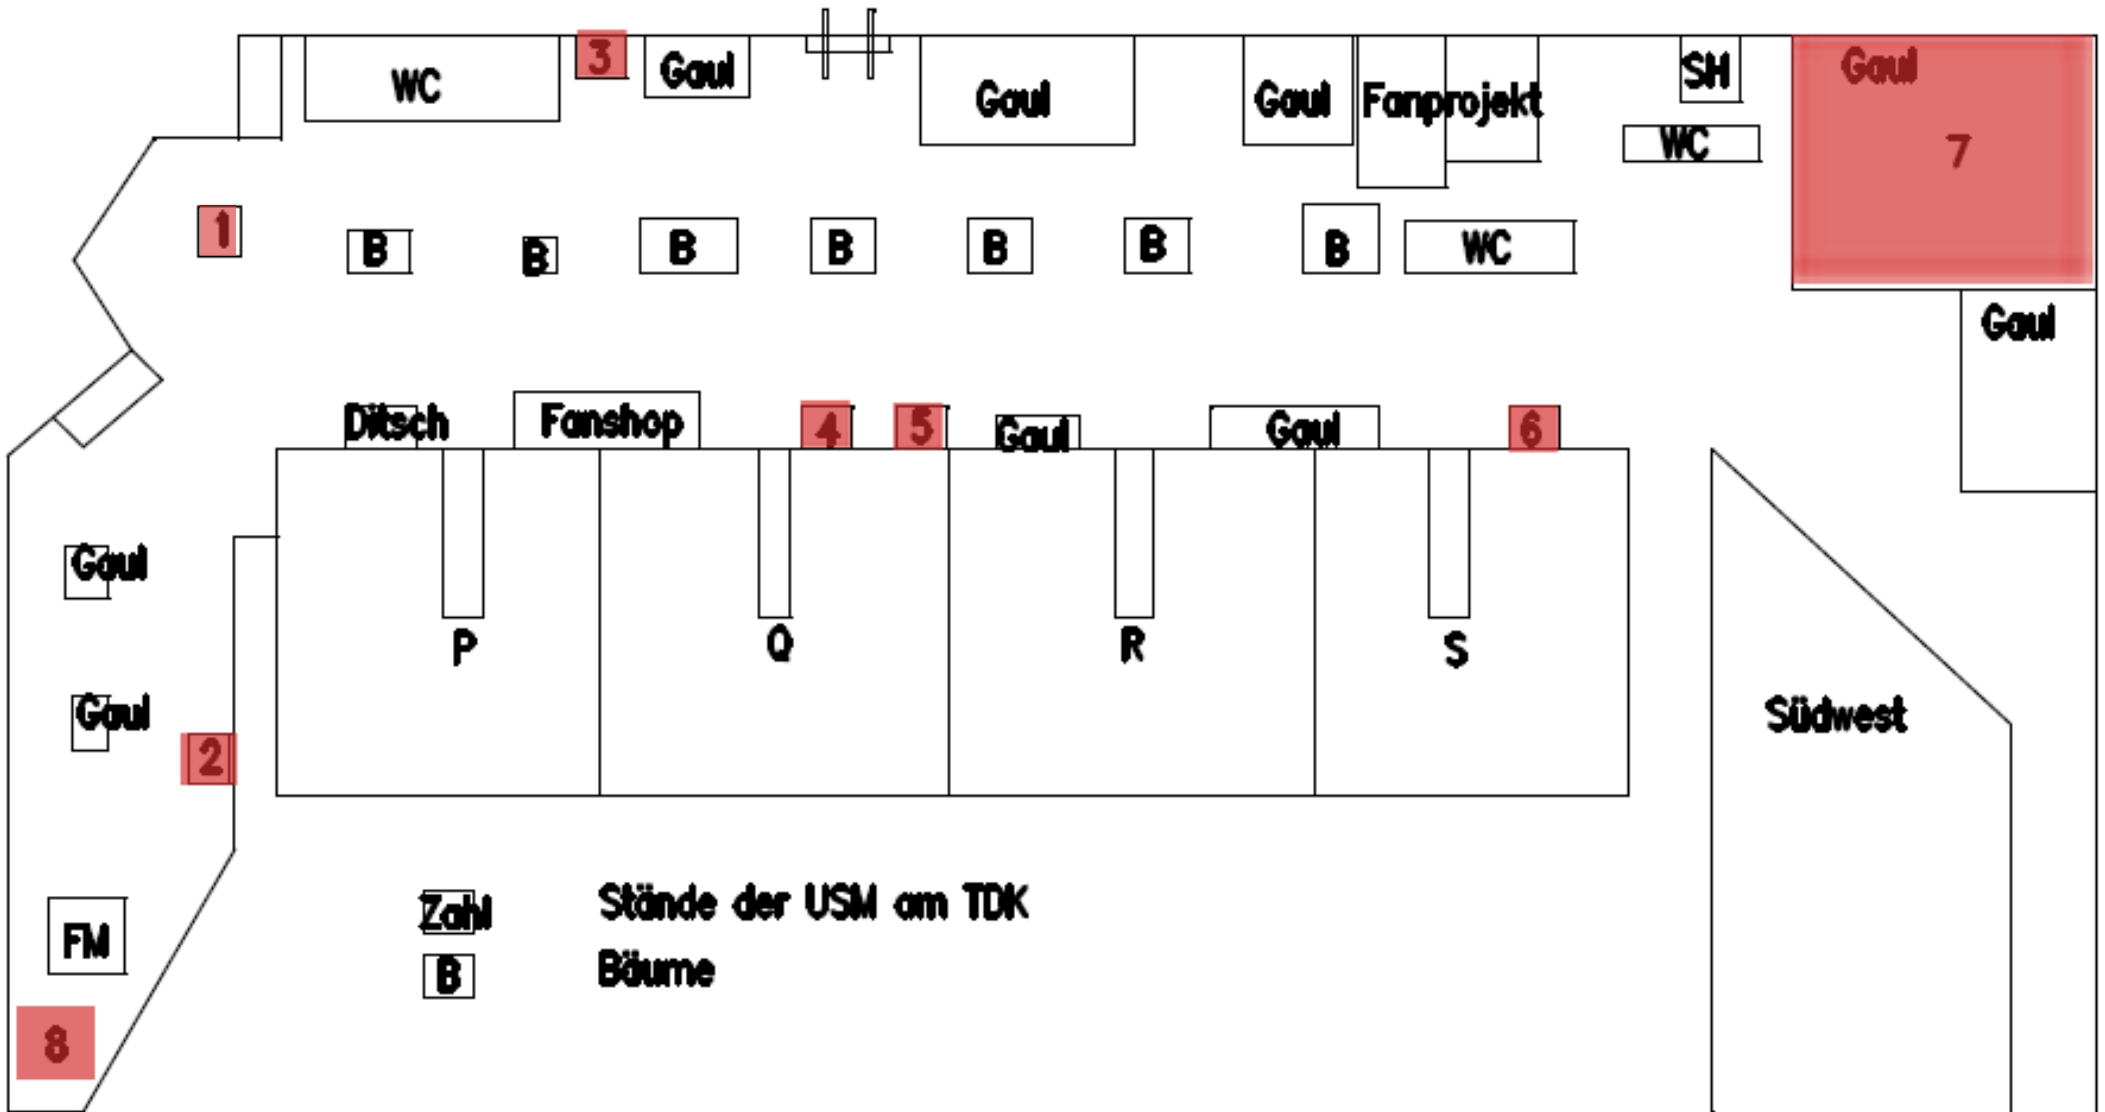 3
WC
Gaul
Gaul
Gaul
Fanprojekt
SH
WC
Gaul
7
1
B
B
B
B
B
B
B
WC
Gaul
Ditsch
Fanshop
4
5
Gaul
Gaul
6
Gaul
P
Q
R
S
Gaul
Südwest
2
FM
8
Zahl Stände der USM am TDK
B Bäume